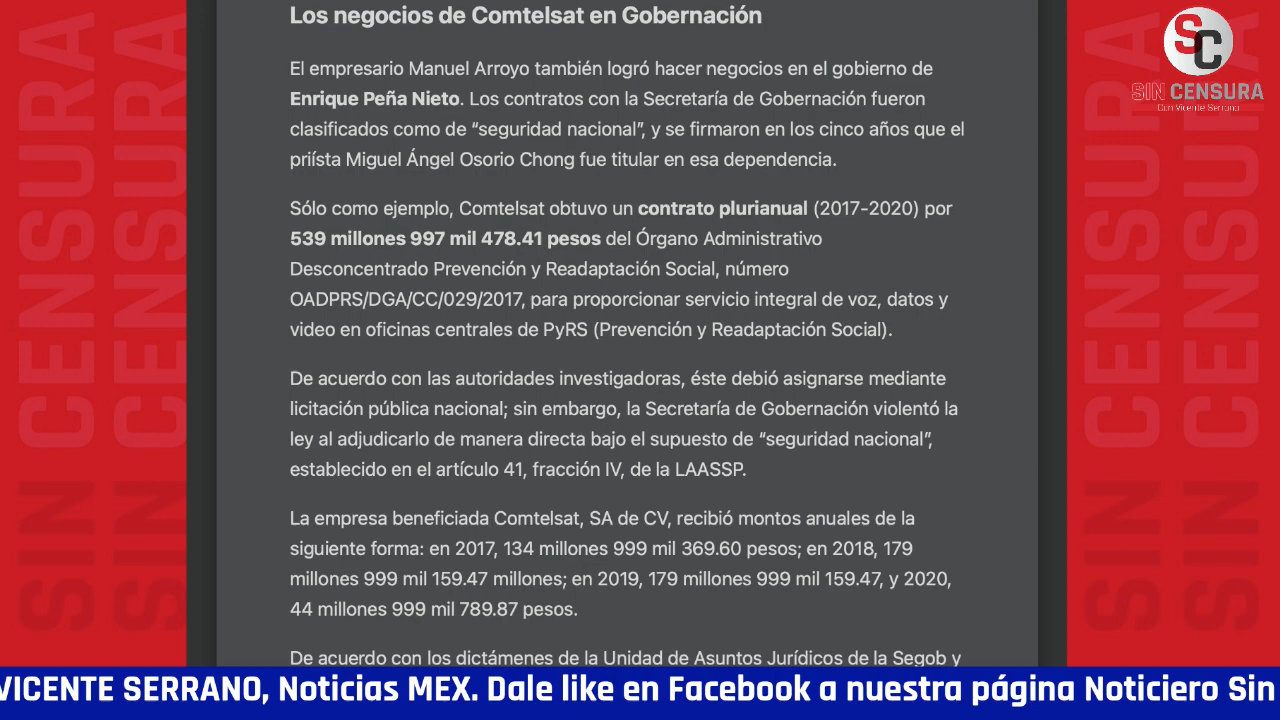 Los negocios de Comtelsat en Gobernación
El empresario Manuel Arroyo también logró hacer negocios en el gobierno de
Enrique Peña Nieto. Los contratos con la Secretaría de Gobernación fueron
clasificados como de “seguridad nacional”, y se firmaron en los cinco años que el
priísta Miguel Ángel Osorio Chong fue titular en esa dependencia.
Sólo como ejemplo, Comtelsat obtuvo un contrato plurianual (2017-2020) por
539 millones 997 mil 478.41 pesos del Órgano Administrativo
Desconcentrado Prevención y Readaptación Social, número
OADPRS/DGA/CC/029/2017, para proporcionar servicio integral de voz, datos y
video en oficinas centrales de PyRS (Prevención y Readaptación Social).
De acuerdo con las autoridades investigadoras, éste debió asignarse mediante
licitación pública nacional; sin embargo, la Secretaría de Gobernación violentó la
ley al adjudicarlo de manera directa bajo el supuesto de “seguridad nacional”,
establecido en el artículo 41, fracción IV, de la LAASSP.
La empresa beneficiada Comtelsat, SA de CV, recibió montos anuales de la
siguiente forma: en 2017, 134 millones 999 mil 369.60 pesos; en 2018, 179
millones 999 mil 159.47 millones; en 2019, 179 millones 999 mil 159.47, y 2020,
44 millones 999 mil 789.87 pesos.
De acuerdo con los dictámenes de la Unidad de Asuntos Jurídicos de la Segob y
SC
SIN CENSURA
Con Vicente Serrano
SIN CENSURA
SIN CENSURA
SIN CENSURA
SIN CENSURA
VICENTE SERRANO, Noticias MEX. Dale like en Facebook a nuestra página Noticiero Sin